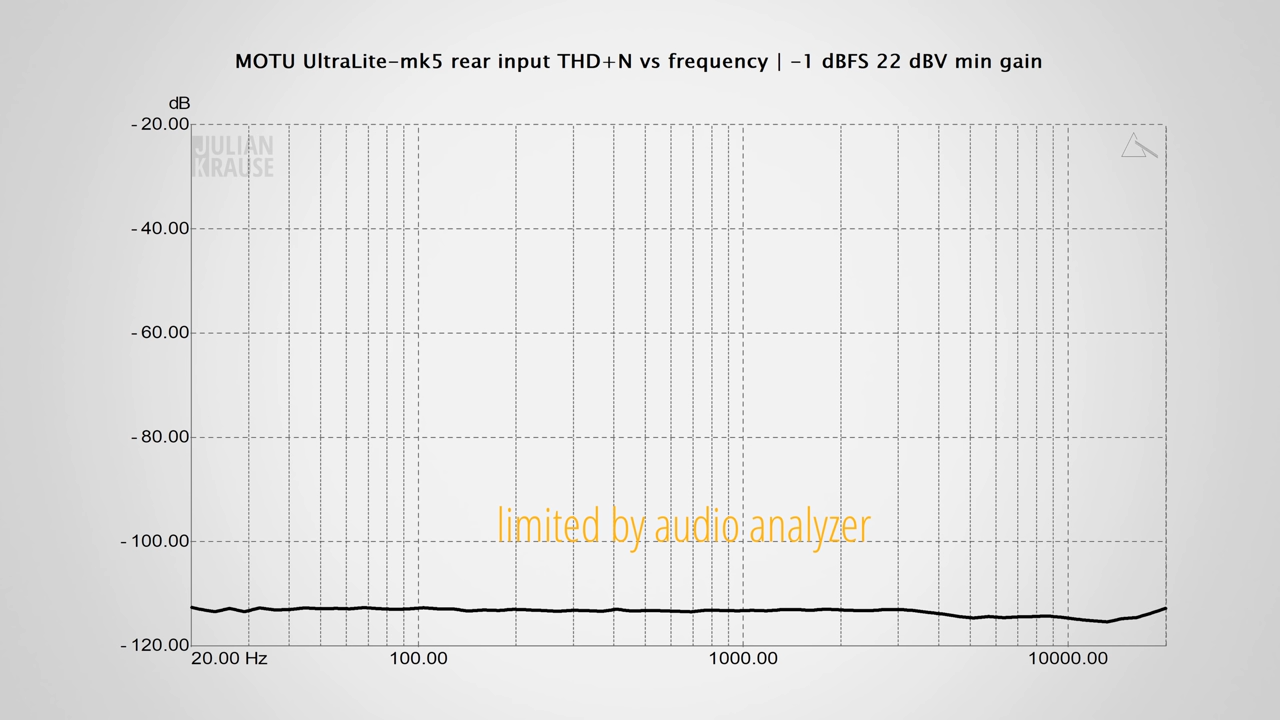 MOTU UltraLite-mk5 rear input THD+N vs frequency | -1 dBFS 22 dBV min gain
dB
-20.00
JULIAN
KRAUSE
-40.00
-60.00
-80.00
limited by audio analyzer
-100.00
-120.00
20.00 Hz 100.00 1000.00 10000.00